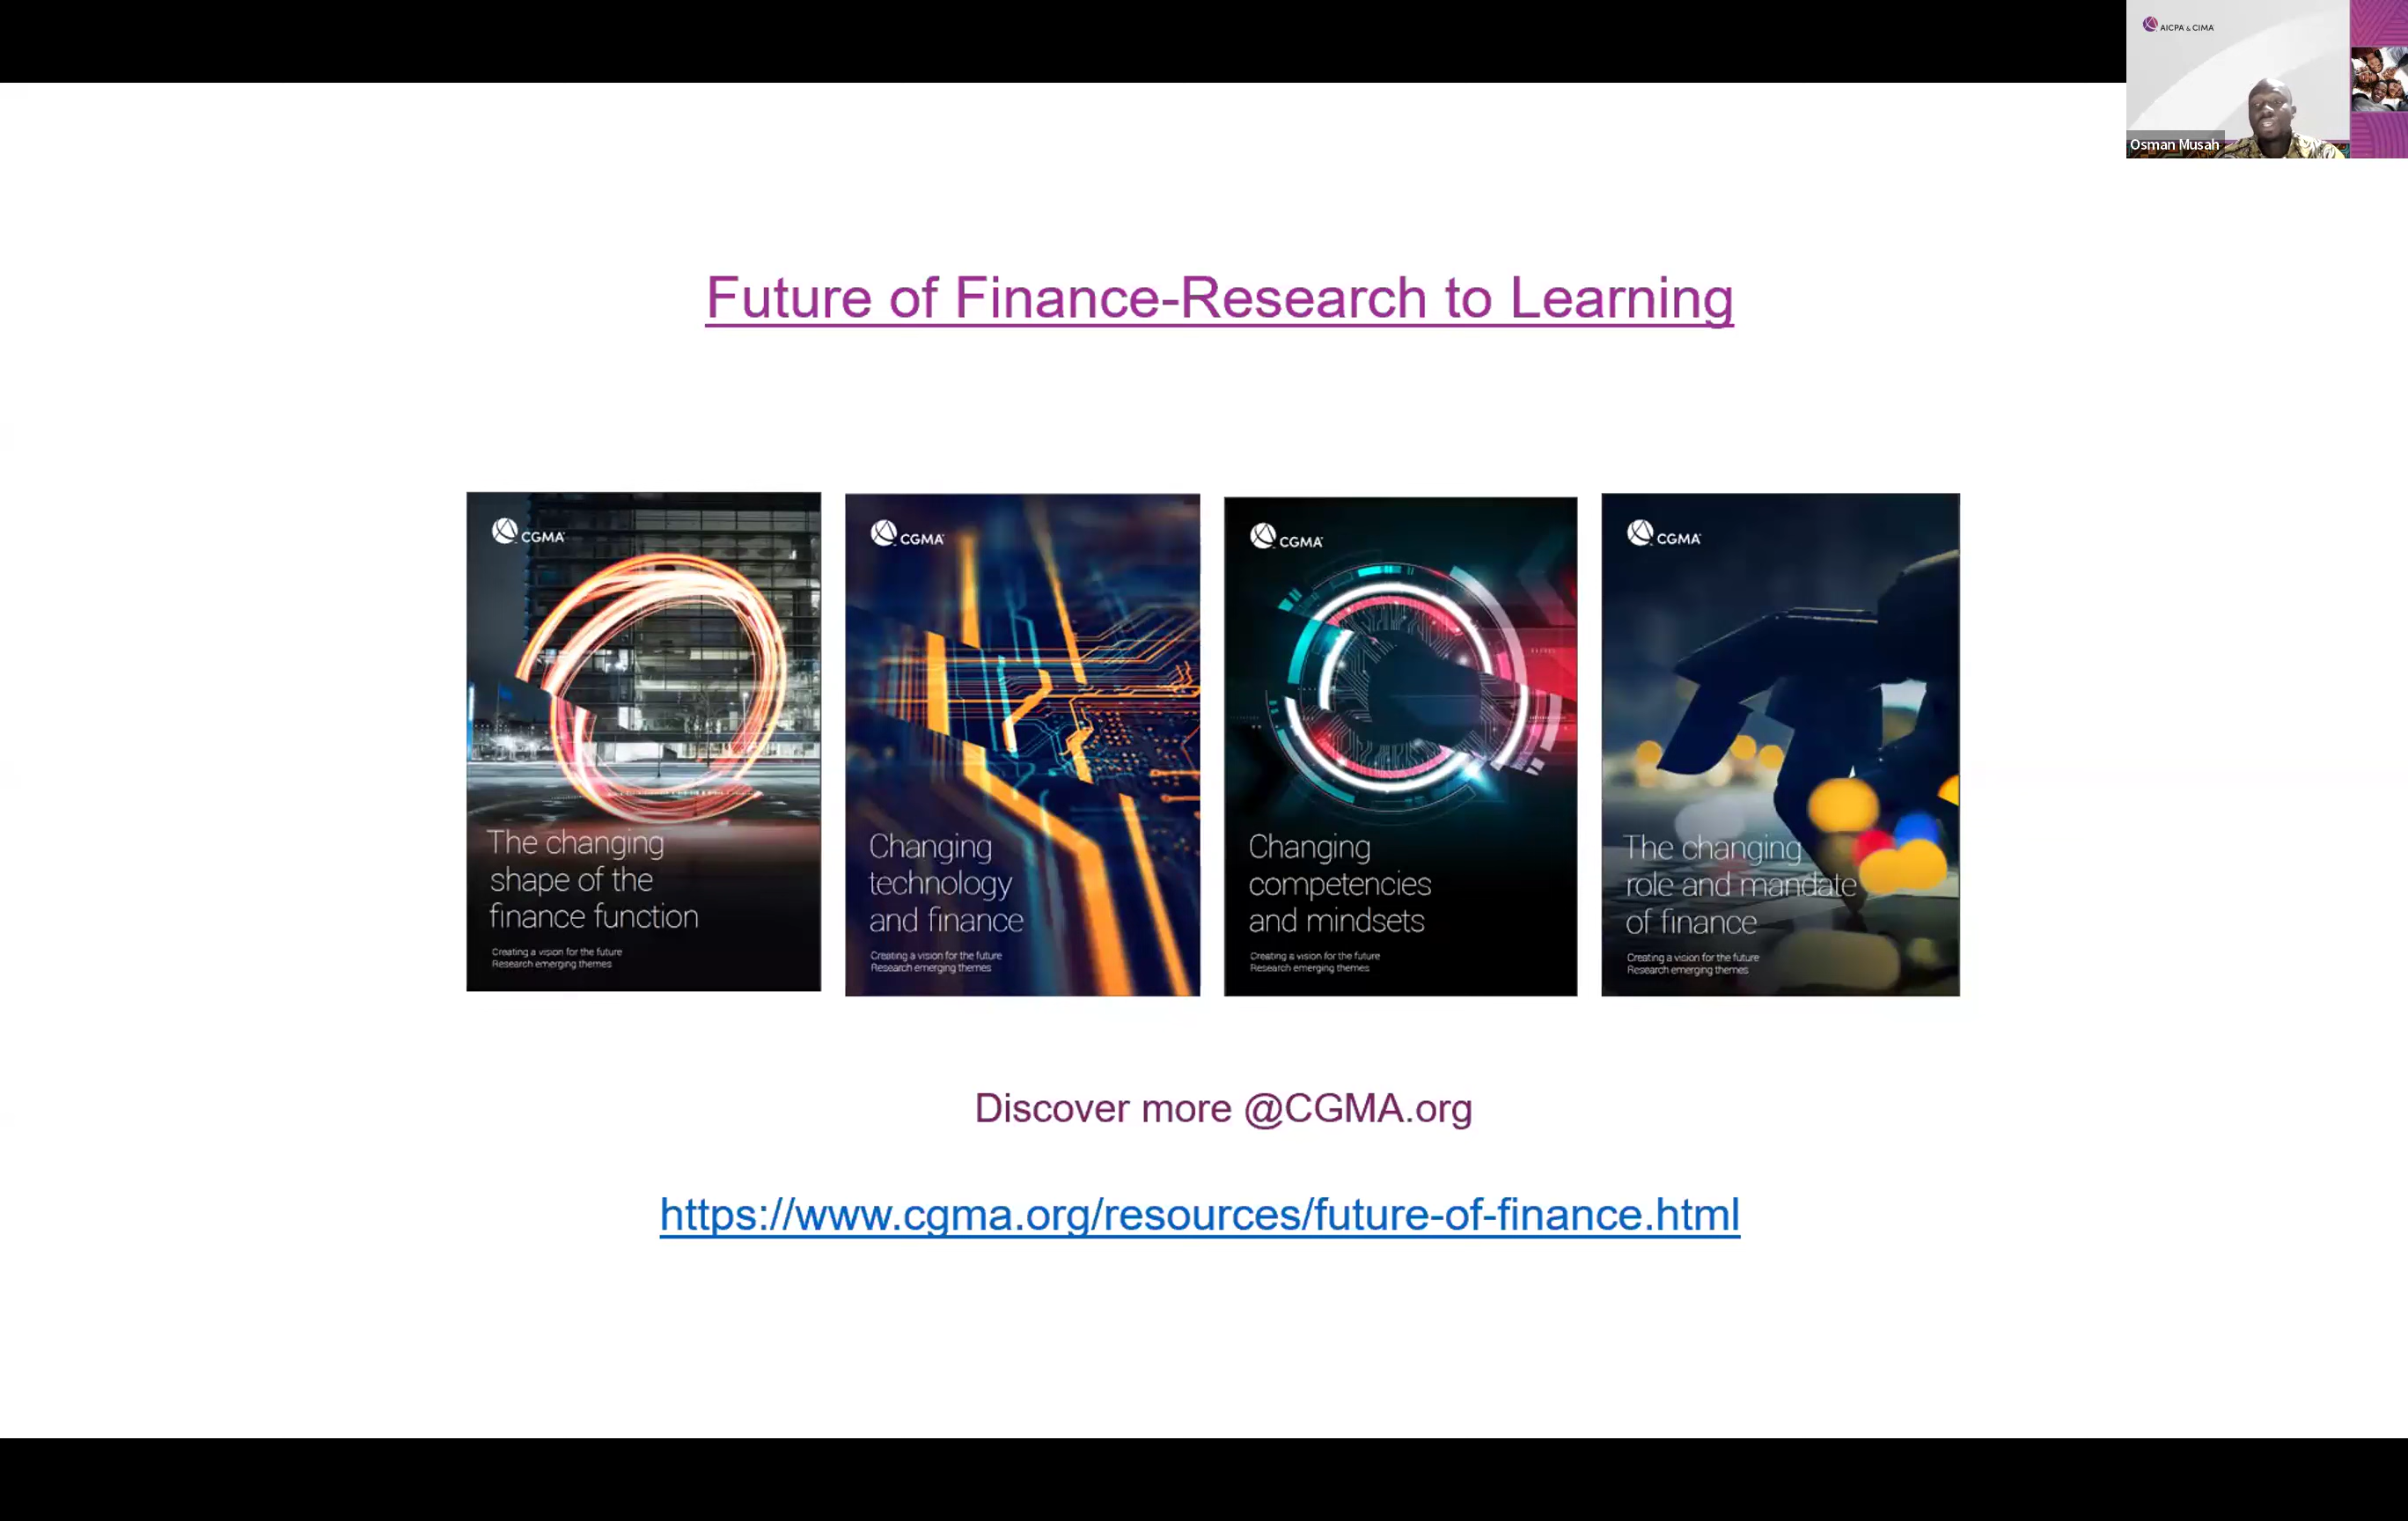 AICPA & CIMA
Osman Musah
Future of Finance-Research to Learning
CGMA
The changing
shape of the
finance function
Creating a vision for the future
Research emerging themes
CGMA
Changing
technology
and finance
Creating a vision for the future
Research emerging themes
CGMA
Changing
competencies
and mindsets
Creating a vision for the future
Research emerging themes
CGMA
The changing
role and mandate
of finance
Creating a vision for the future
Research emerging themes
Discover more @CGMA.org
https://www.cgma.org/resources/future-of-finance.html